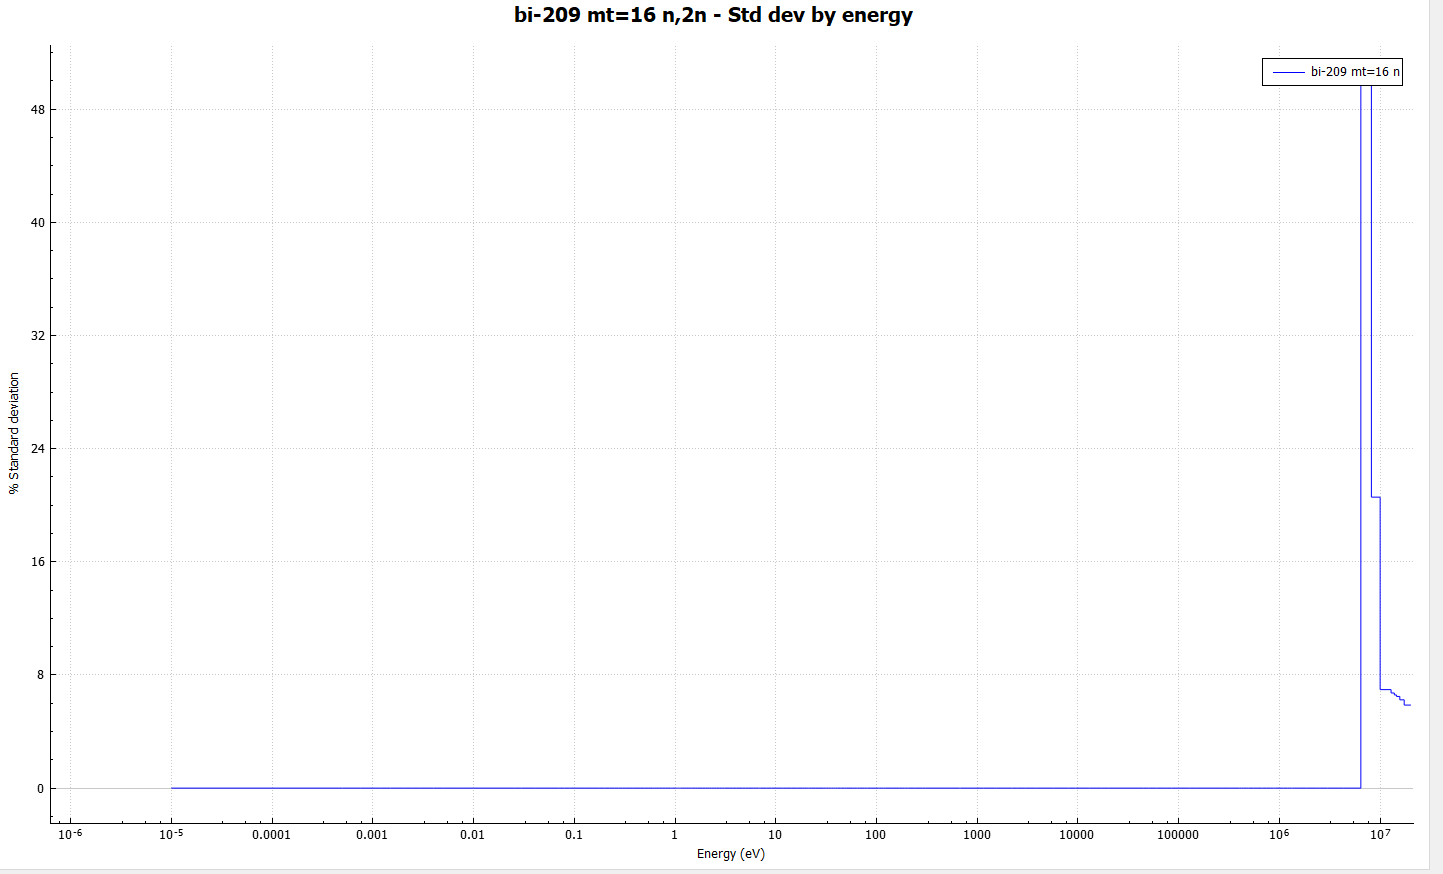 bi-209 mt=16 n,2n - Std dev by energy
bi-209 mt=16 n
48
40
32
24
16
8
0
% Standard deviation
10-6 10-5 0.0001 0.001 0.01 0.1 1 10 100 1000 10000 100000 106 107
Energy (eV)